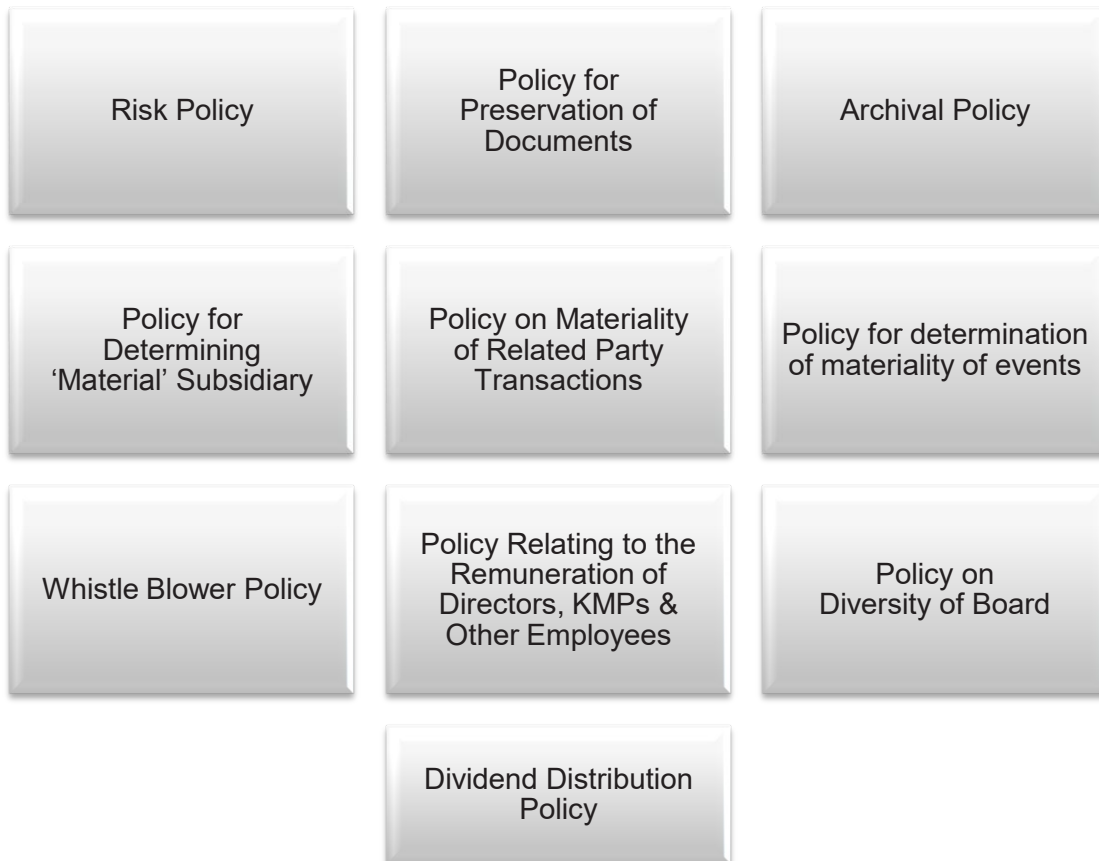 Risk Policy
Policy for
Preservation of
Documents
Archival Policy
Policy for
Determining
‘Material’ Subsidiary
Policy on Materiality
of Related Party
Transactions
Policy for determination
of materiality of events
Whistle Blower Policy
Policy Relating to the
Remuneration of
Directors, KMPs &
Other Employees
Policy on
Diversity of Board
Dividend Distribution
Policy